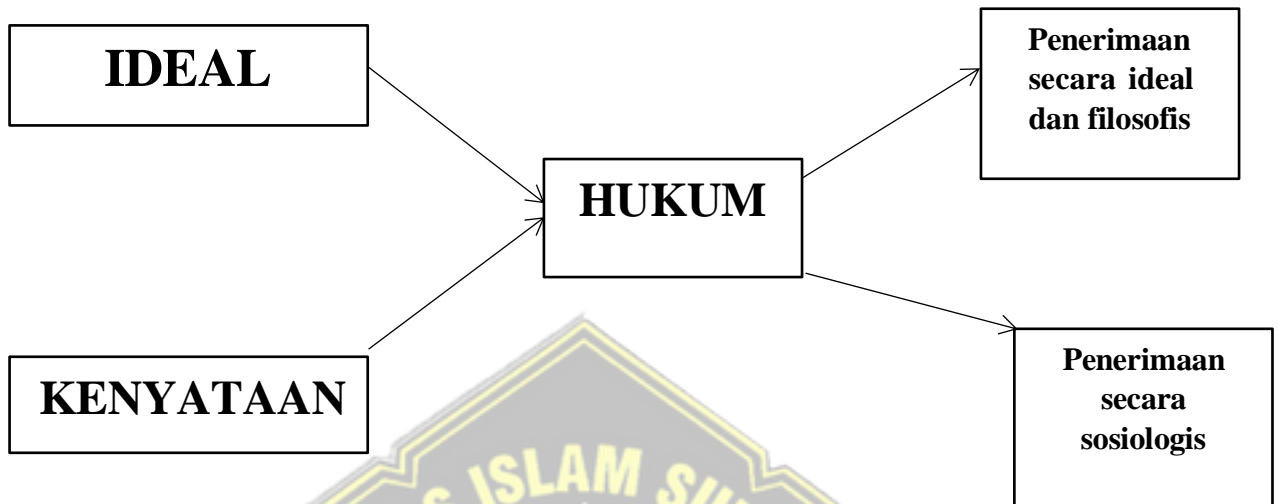 IDEAL
KENYATAAN
HUKUM
Penerimaan
secara ideal
dan filosofis
Penerimaan
secara
sosiologis
ISLAM